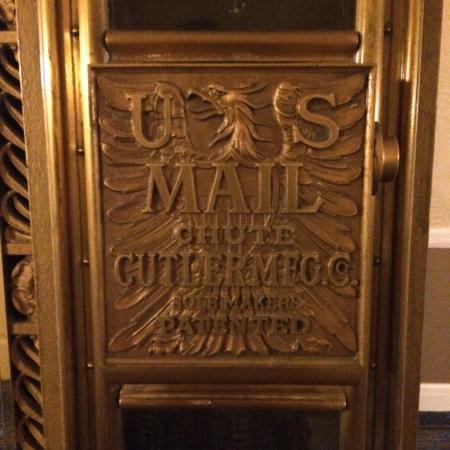 U S
MAIL
CHUTE
CUTLER MFG. CO.
SOLE MAKERS
PATENTED